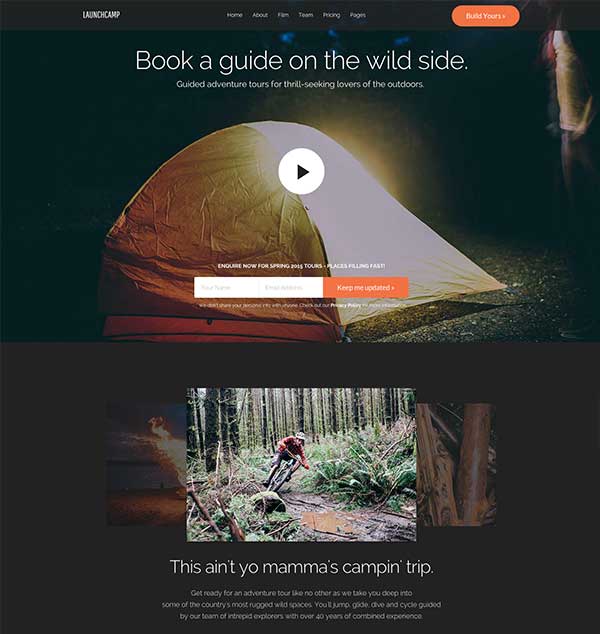 LAUNCHCAMP
Home About Film Team Pricing Pages
Build Yours »
Book a guide on the wild side.
Guided adventure tours for thrill-seeking lovers of the outdoors.
ENQUIRE NOW FOR SPRING 2015 TOURS - PLACES FILLING FAST!
Your Name Email Address Keep me updated »
We don't share your personal info with anyone. Check out our Privacy Policy for more information.
This ain't yo mamma's campin' trip.
Get ready for an adventure tour like no other as we take you deep into
some of the country's most rugged wild spaces. You'll jump, glide, dive and cycle guided
by our team of intrepid explorers with over 40 years of combined experience.